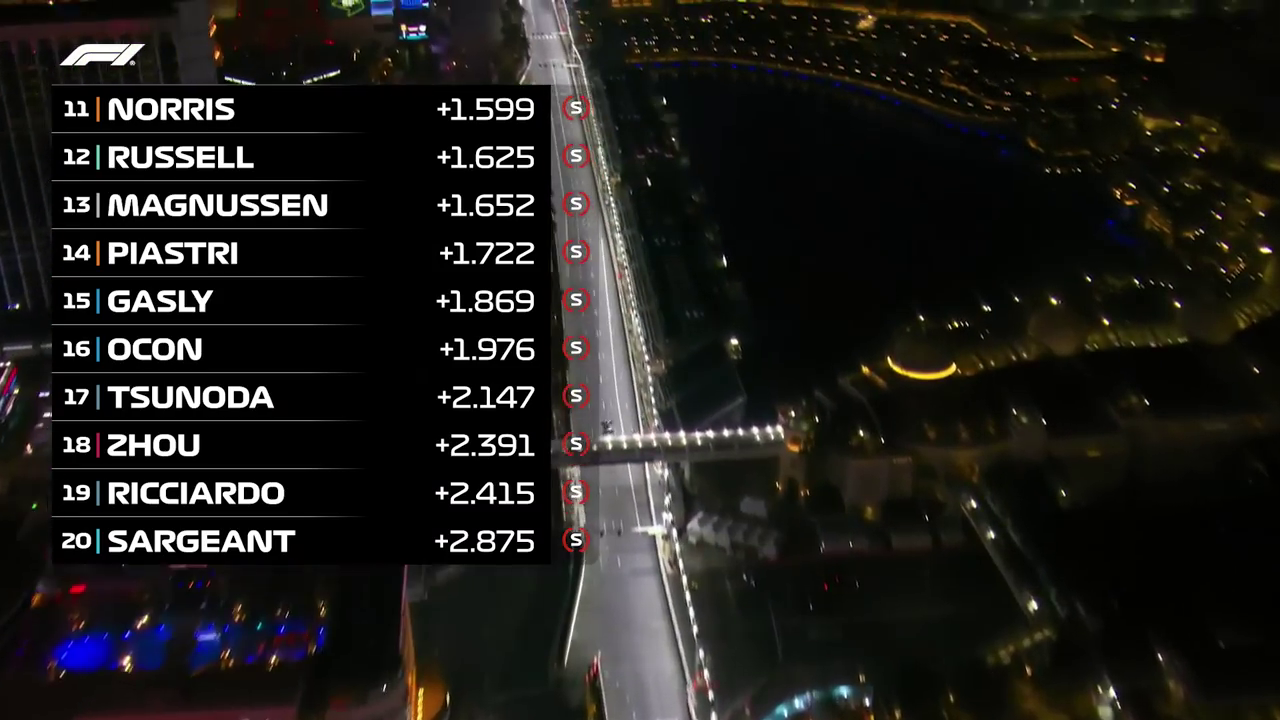 F1
11 NORRIS +1.599 S
12 RUSSELL +1.625 S
13 MAGNUSSEN +1.652 S
14 PIASTRI +1.722 S
15 GASLY +1.869 S
16 OCON +1.976 S
17 TSUNODA +2.147 S
18 ZHOU +2.391 S
19 RICCIARDO +2.415 S
20 SARGEANT +2.875 S